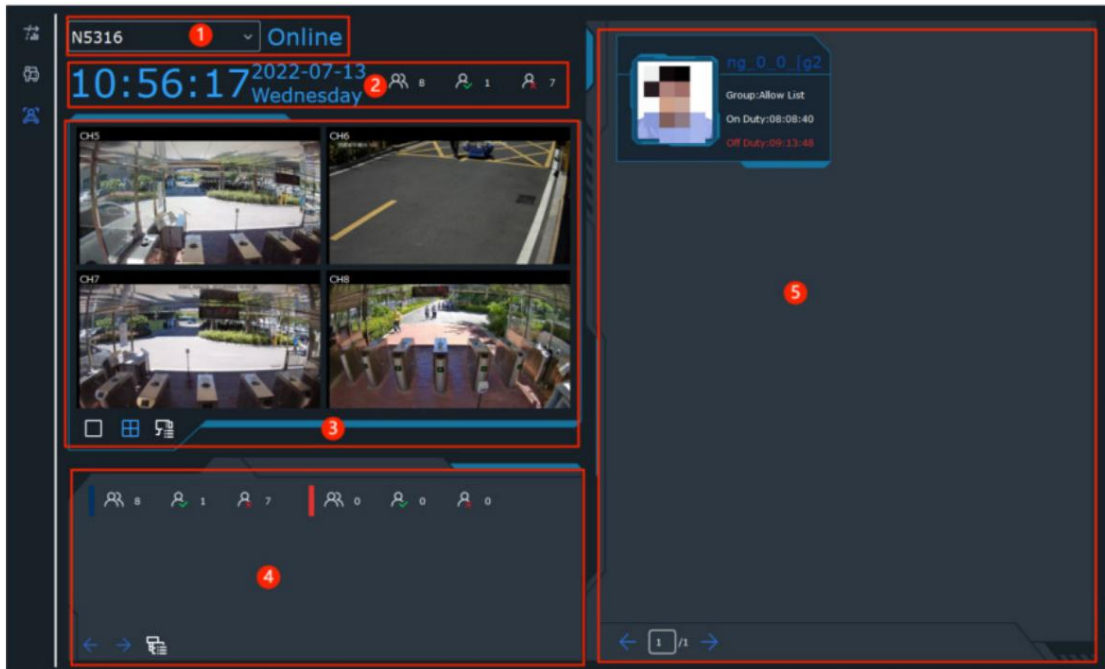 N5316 1 Online
10:56:17 2022-07-13 Wednesday 2 8 1 7
CH5 CH6
CH7 CH8
3
8 1 7 0 0 0
4
ng_0_0_|g2
Group:Allow List
On Duty:08:08:40
Off Duty:09:13:48
5
1 /1